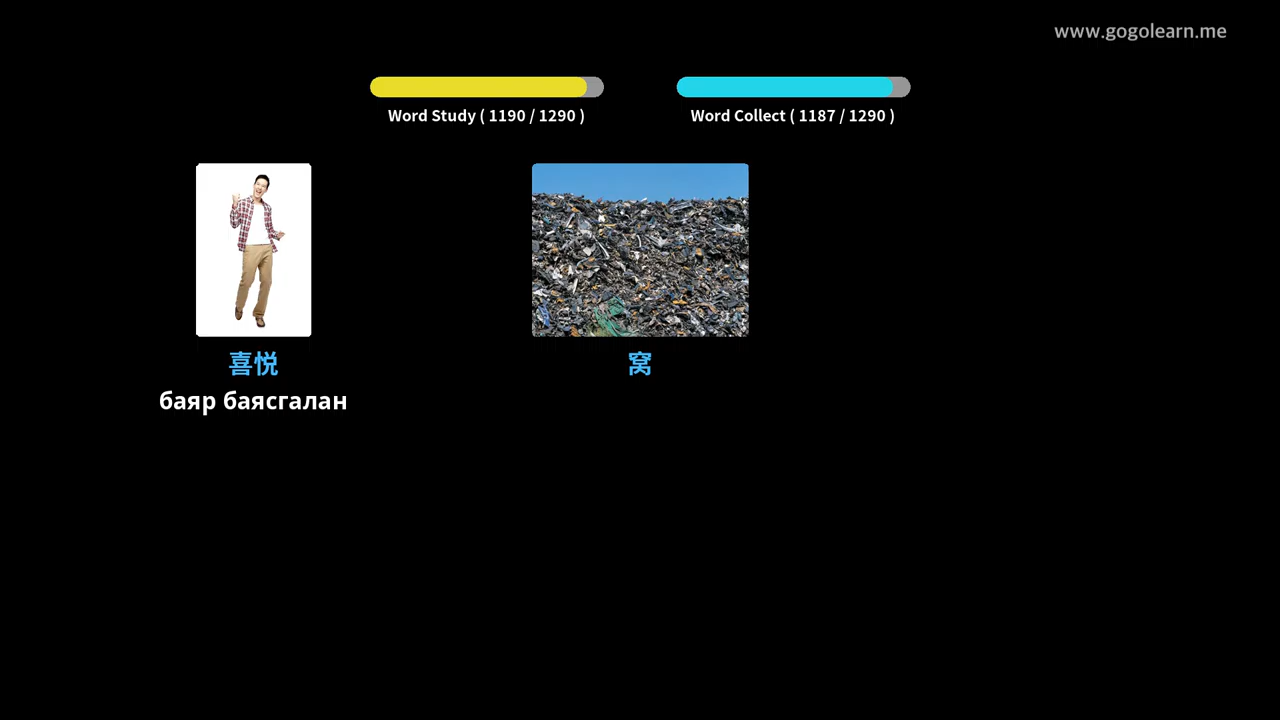 www.gogolearn.me
Word Study ( 1190 / 1290 )
Word Collect ( 1187 / 1290 )
喜悦
баяр баясгалан
窝